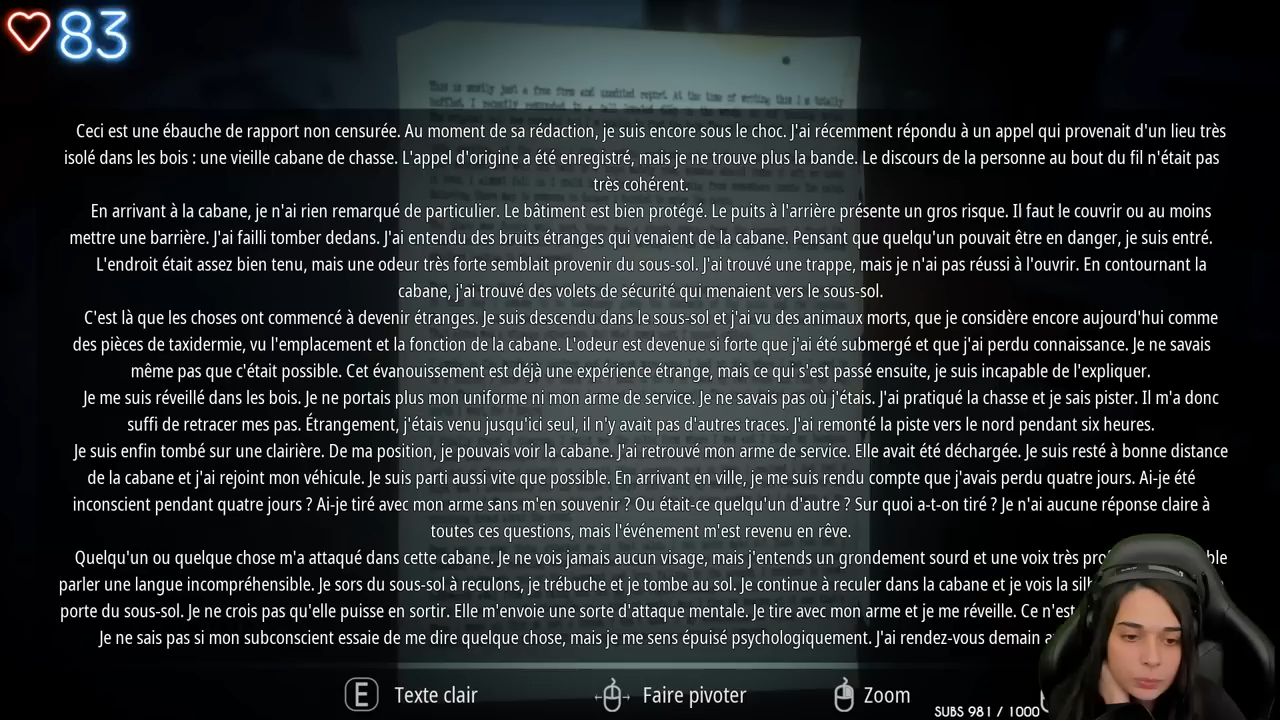 83
This is mostly just a free form and unedited report. At the time of writing this I am totally
Ceci est une ébauche de rapport non censurée. Au moment de sa rédaction, je suis encore sous le choc. J'ai récemment répondu à un appel qui provenait d'un lieu très
isolé dans les bois : une vieille cabane de chasse. L'appel d'origine a été enregistré, mais je ne trouve plus la bande. Le discours de la personne au bout du fil n'était pas
très cohérent.
En arrivant à la cabane, je n'ai rien remarqué de particulier. Le bâtiment est bien protégé. Le puits à l'arrière présente un gros risque. Il faut le couvrir ou au moins
mettre une barrière. J'ai failli tomber dedans. J'ai entendu des bruits étranges qui venaient de la cabane. Pensant que quelqu'un pouvait être en danger, je suis entré.
L'endroit était assez bien tenu, mais une odeur très forte semblait provenir du sous-sol. J'ai trouvé une trappe, mais je n'ai pas réussi à l'ouvrir. En contournant la
cabane, j'ai trouvé des volets de sécurité qui menaient vers le sous-sol.
C'est là que les choses ont commencé à devenir étranges. Je suis descendu dans le sous-sol et j'ai vu des animaux morts, que je considère encore aujourd'hui comme
des pièces de taxidermie, vu l'emplacement et la fonction de la cabane. L'odeur est devenue si forte que j'ai été submergé et que j'ai perdu connaissance. Je ne savais
même pas que c'était possible. Cet évanouissement est déjà une expérience étrange, mais ce qui s'est passé ensuite, je suis incapable de l'expliquer.
Je me suis réveillé dans les bois. Je ne portais plus mon uniforme ni mon arme de service. Je ne savais pas où j'étais. J'ai pratiqué la chasse et je sais pister. Il m'a donc
suffi de retracer mes pas. Étrangement, j'étais venu jusqu'ici seul, il n'y avait pas d'autres traces. J'ai remonté la piste vers le nord pendant six heures.
Je suis enfin tombé sur une clairière. De ma position, je pouvais voir la cabane. J'ai retrouvé mon arme de service. Elle avait été déchargée. Je suis resté à bonne distance
de la cabane et j'ai rejoint mon véhicule. Je suis parti aussi vite que possible. En arrivant en ville, je me suis rendu compte que j'avais perdu quatre jours. Ai-je été
inconscient pendant quatre jours ? Ai-je tiré avec mon arme sans m'en souvenir ? Ou était-ce quelqu'un d'autre ? Sur quoi a-t-on tiré ? Je n'ai aucune réponse claire à
toutes ces questions, mais l'événement m'est revenu en rêve.
Quelqu'un ou quelque chose m'a attaqué dans cette cabane. Je ne vois jamais aucun visage, mais j'entends un grondement sourd et une voix très
parler une langue incompréhensible. Je sors du sous-sol à reculons, je trébuche et je tombe au sol. Je continue à reculer dans la cabane et je vois la
porte du sous-sol. Je ne crois pas qu'elle puisse en sortir. Elle m'envoie une sorte d'attaque mentale. Je tire avec mon arme et je me réveille. Ce n'est
Je ne sais pas si mon subconscient essaie de me dire quelque chose, mais je me sens épuisé psychologiquement. J'ai rendez-vous demain
E Texte clair Faire pivoter Zoom
SUBS 981 / 1000